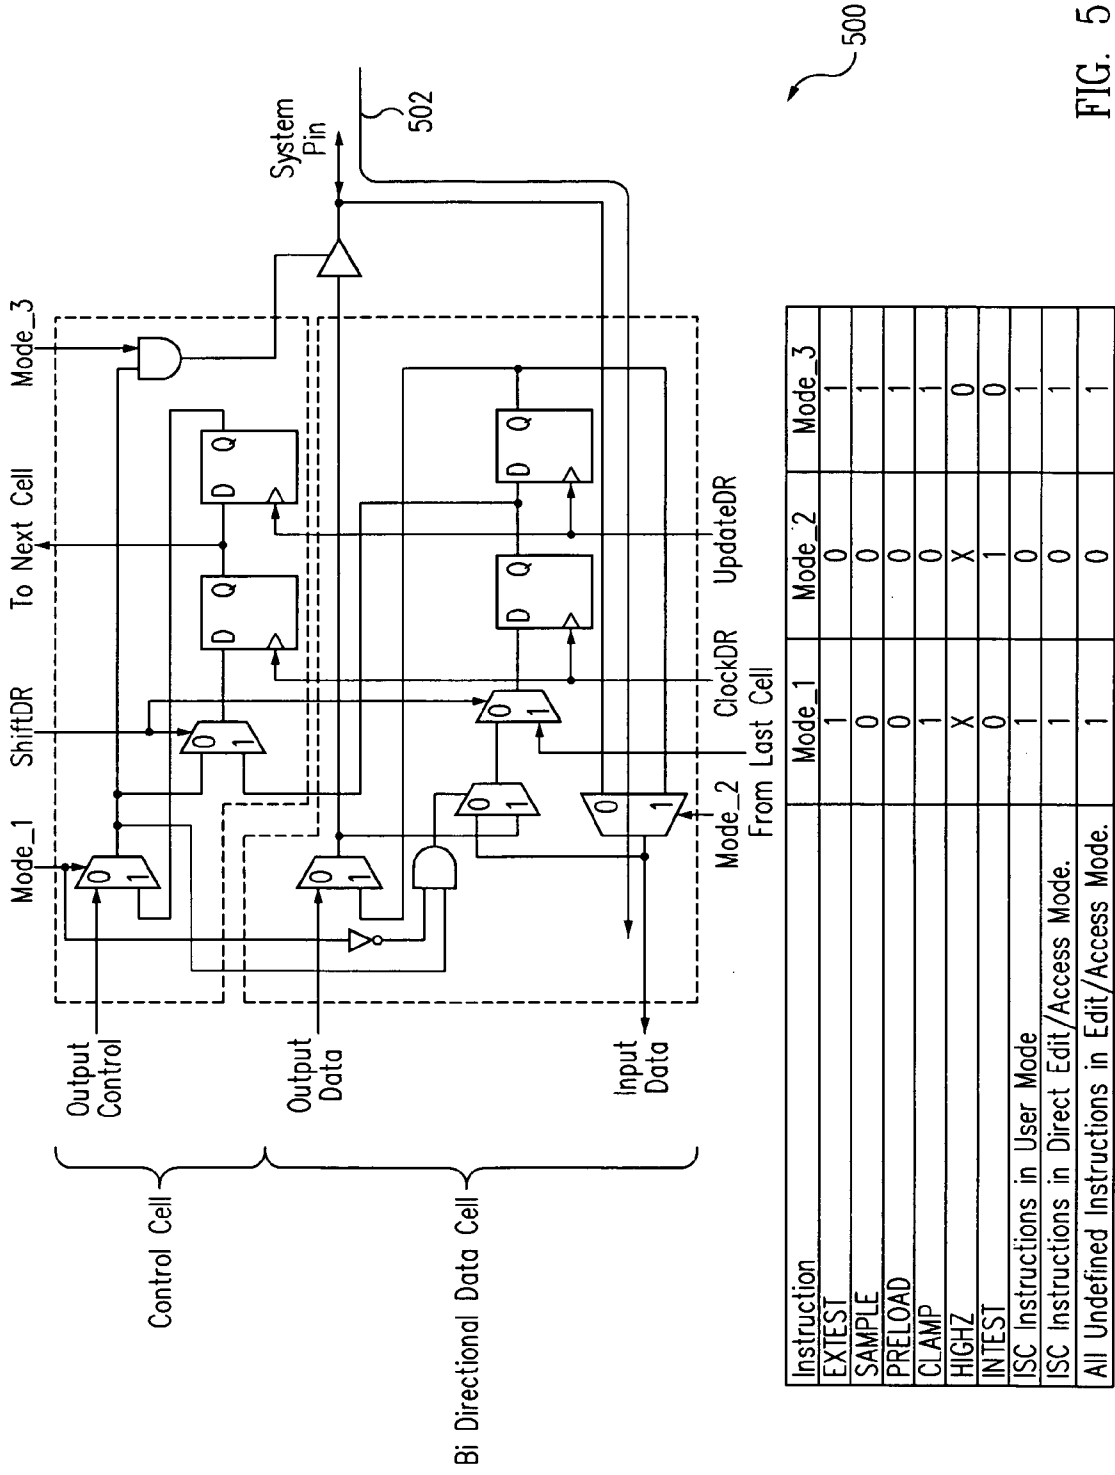 Mode_1
ShiftDR
To Next Cell
Mode_3
Output
Control
0
1
0
1
D Q
D Q
System
Pin
Control Cell
Output
Data
0
1
0
1
0
1
D Q
D Q
502
Bi Directional Data Cell
Input
Data
0
1
Mode_2
From Last Cell
ClockDR
UpdateDR
500
Instruction Mode_1 Mode_2 Mode_3
EXTEST 1 0 1
SAMPLE 0 0 1
PRELOAD 0 0 1
CLAMP 1 0 1
HIGHZ X X 0
INTEST 0 1 0
ISC Instructions in User Mode 1 0 1
ISC Instructions in Direct Edit/Access Mode. 1 0 1
All Undefined Instructions in Edit/Access Mode. 1 0 1
FIG. 5